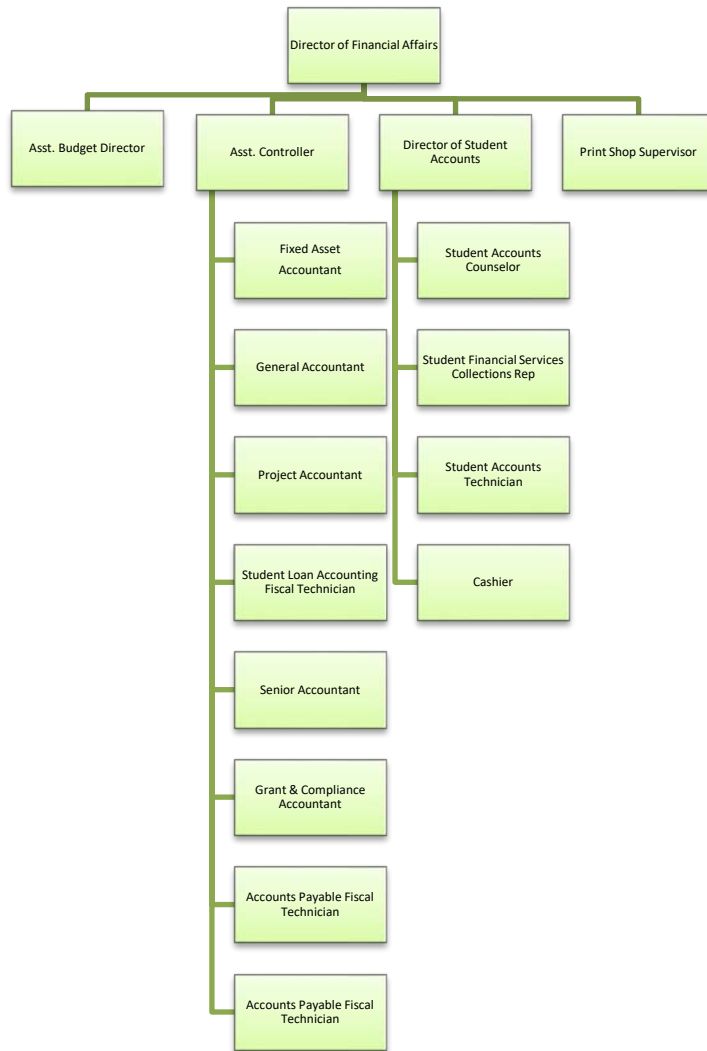 Director of Financial Affairs
Asst. Budget Director
Asst. Controller
Director of Student
Accounts
Print Shop Supervisor
Fixed Asset
Accountant
General Accountant
Project Accountant
Student Loan Accounting
Fiscal Technician
Senior Accountant
Grant & Compliance
Accountant
Accounts Payable Fiscal
Technician
Accounts Payable Fiscal
Technician
Student Accounts
Counselor
Student Financial Services
Collections Rep
Student Accounts
Technician
Cashier